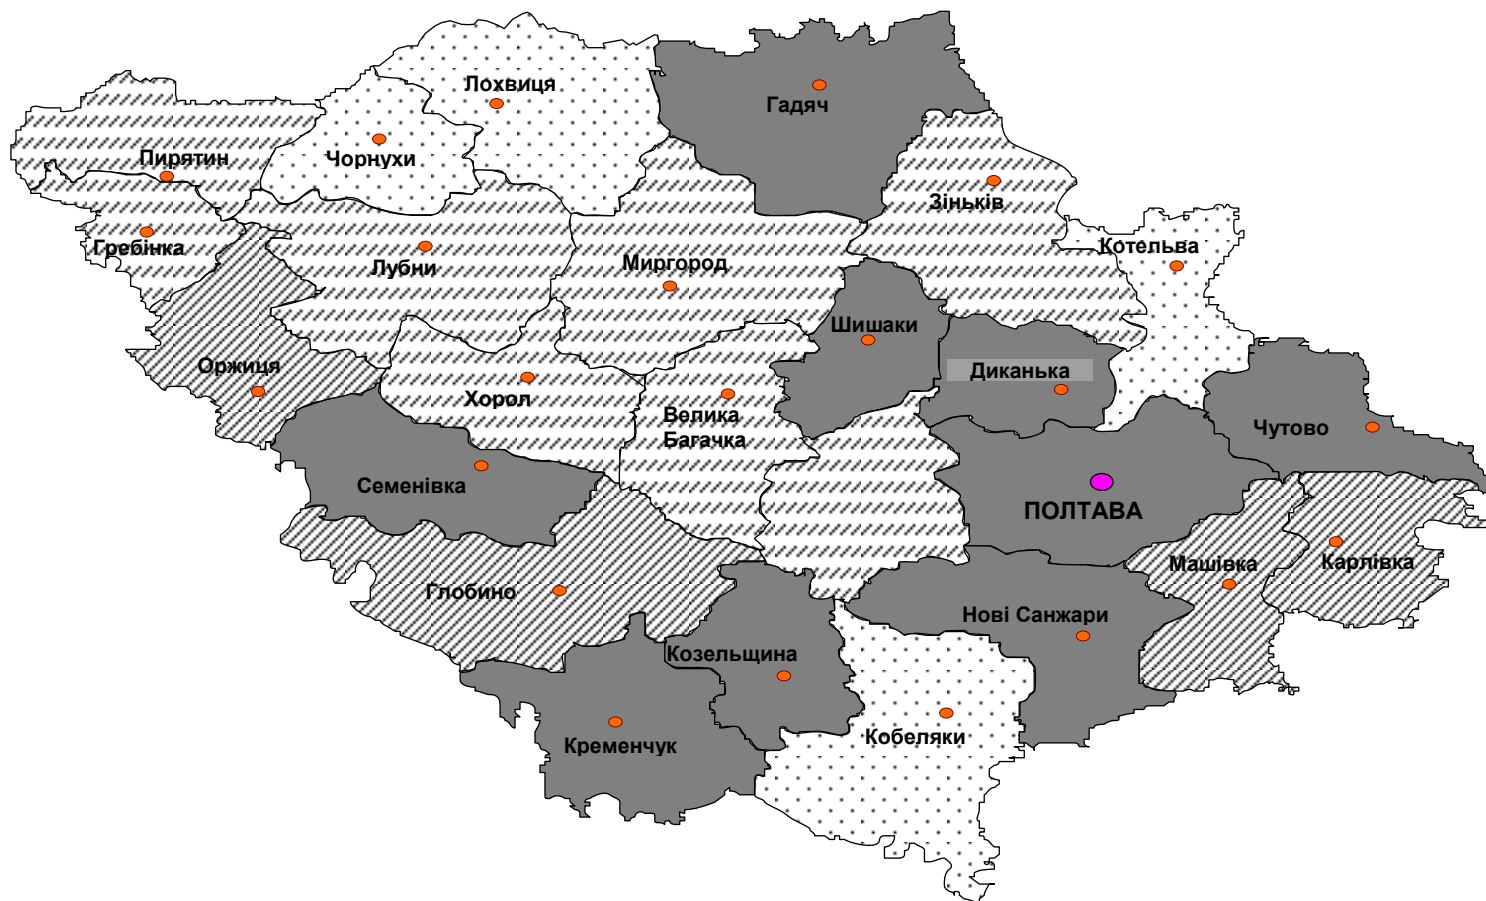 Лохвиця
Гадяч
Пирятин
Чорнухи
Зіньків
Гребінка
Лубни
Миргород
Котельва
Шишаки
Оржиця
Хорол
Диканька
Велика
Багачка
Чутово
Семенівка
ПОЛТАВА
Глобино
Машівка
Карлівка
Нові Санжари
Козельщина
Кременчук
Кобеляки